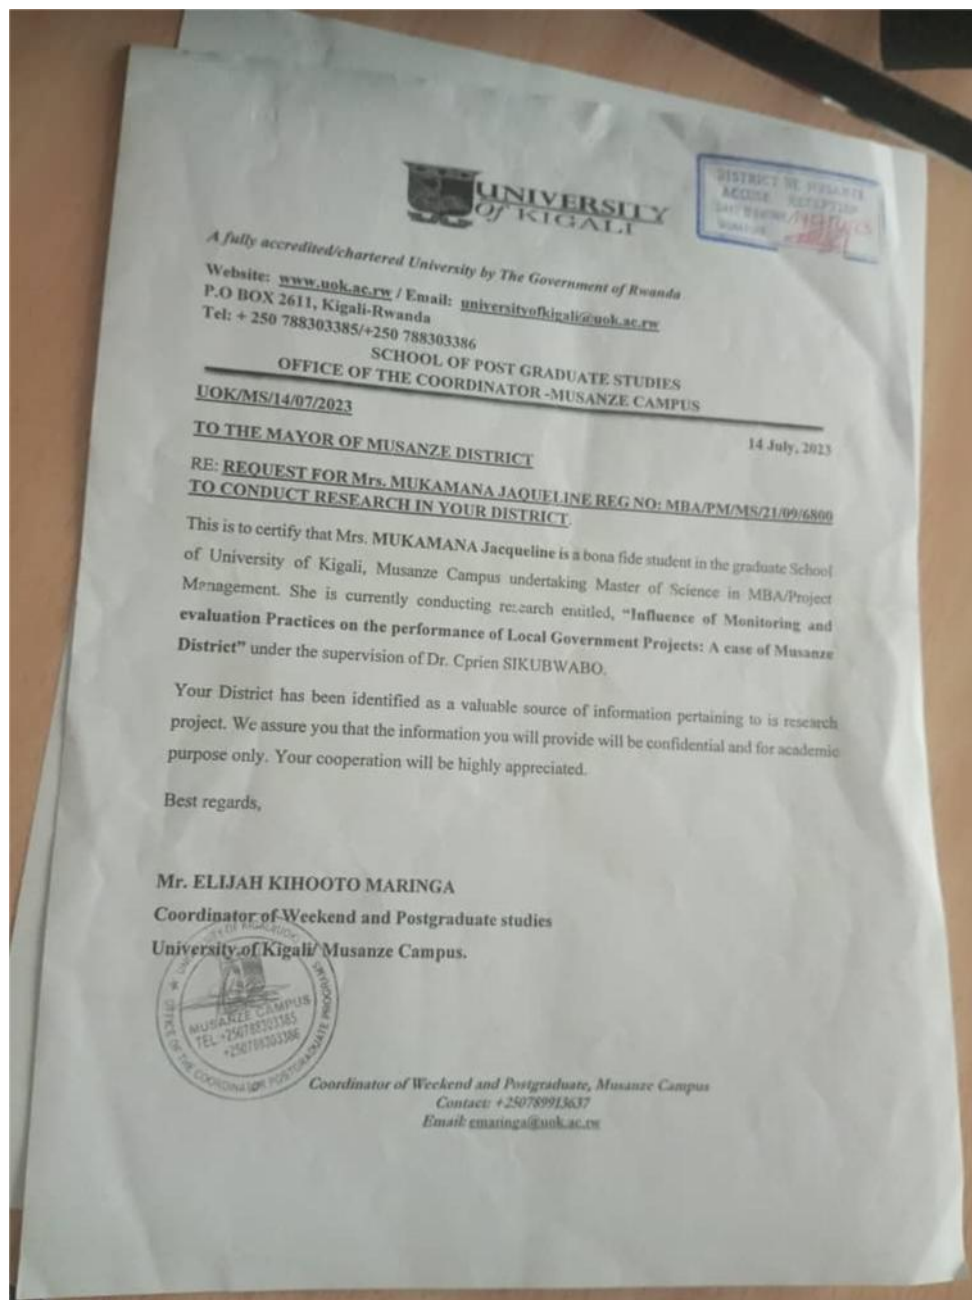 UNIVERSITY
Of KIGALI
DISTRICT DE MUSANZE
ACCUSE RECEPTION
A fully accredited/chartered University by The Government of Rwanda
Website: www.uok.ac.rw / Email: universityofkigali@uok.ac.rw
P.O BOX 2611, Kigali-Rwanda
Tel: + 250 788303385/+250 788303386
SCHOOL OF POST GRADUATE STUDIES
OFFICE OF THE COORDINATOR -MUSANZE CAMPUS
UOK/MS/14/07/2023
14 July, 2023
TO THE MAYOR OF MUSANZE DISTRICT
RE: REQUEST FOR Mrs. MUKAMANA JAQUELINE REG NO: MBA/PM/MS/21/09/6800
TO CONDUCT RESEARCH IN YOUR DISTRICT.
This is to certify that Mrs. MUKAMANA Jacqueline is a bona fide student in the graduate School
of University of Kigali, Musanze Campus undertaking Master of Science in MBA/Project
Management. She is currently conducting research entitled, “Influence of Monitoring and
evaluation Practices on the performance of Local Government Projects: A case of Musanze
District” under the supervision of Dr. Cprien SIKUBWABO.
Your District has been identified as a valuable source of information pertaining to is research
project. We assure you that the information you will provide will be confidential and for academic
purpose only. Your cooperation will be highly appreciated.
Best regards,
Mr. ELIJAH KIHOOTO MARINGA
Coordinator of Weekend and Postgraduate studies
University of Kigali/ Musanze Campus.
UNIVERSITY OF KIGALI(UOK)
MUSANZE CAMPUS
TEL:+250788303385
+250788303386
OFFICE OF THE COORDINATOR POSTGRADUATE PROGRAMS
Coordinator of Weekend and Postgraduate, Musanze Campus
Contact: +250789913637
Email: emaringa@uok.ac.rw